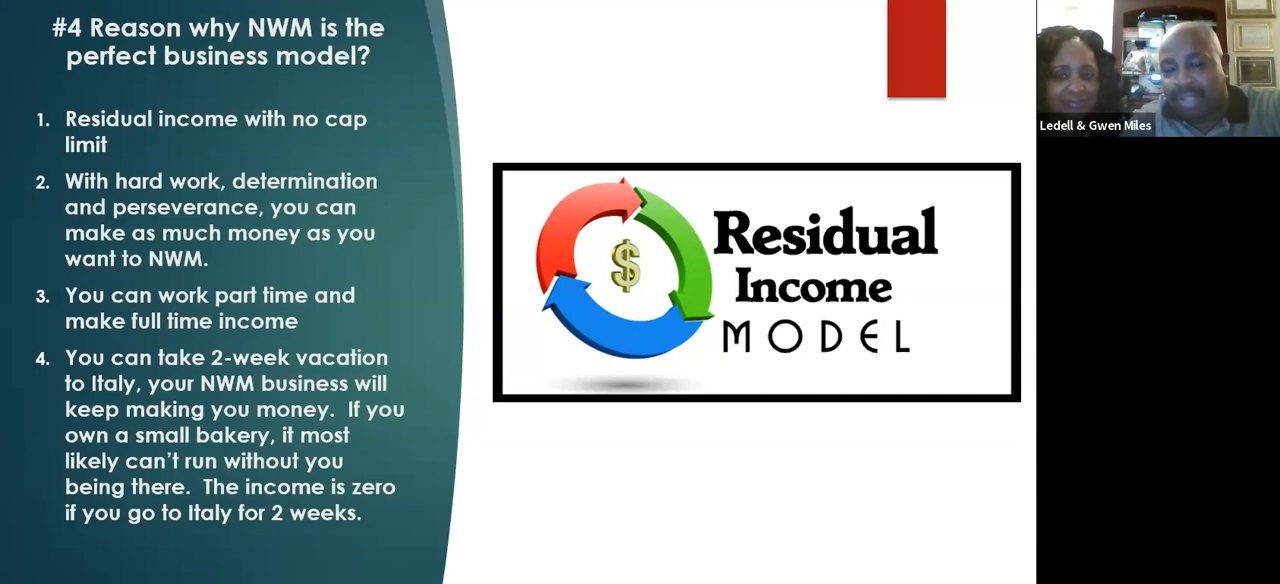 #4 Reason why NWM is the
perfect business model?
1. Residual income with no cap
limit
2. With hard work, determination
and perseverance, you can
make as much money as you
want to NWM.
3. You can work part time and
make full time income
4. You can take 2-week vacation
to Italy, your NWM business will
keep making you money.  If you
own a small bakery, it most
likely can't run without you
being there.  The income is zero
if you go to Italy for 2 weeks.
$
Residual
Income
MODEL
Ledell & Gwen Miles